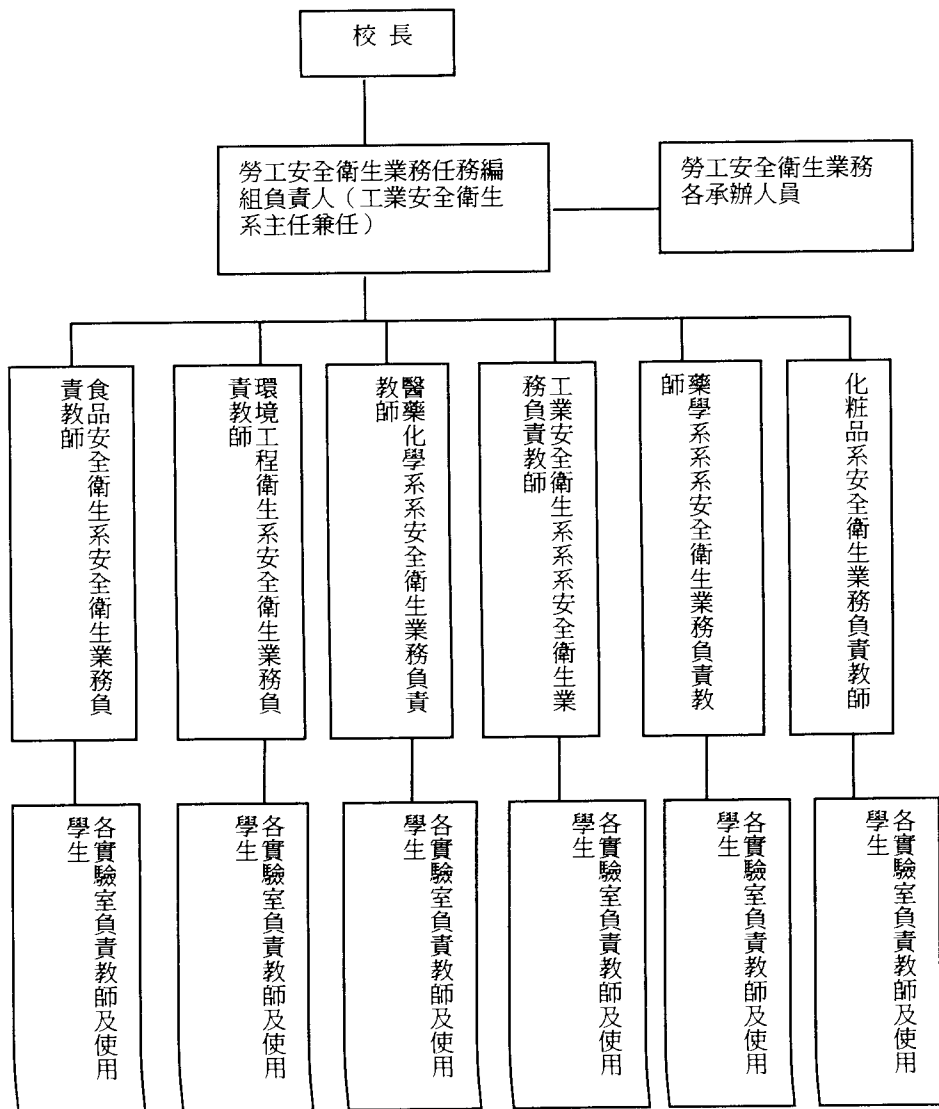 校長
勞工安全衛生業務任務編
組負責人（工業安全衛生
系主任兼任）
勞工安全衛生業務
各承辦人員
食品安全衛生系安全衛生業務負
責教師
環境工程衛生系安全衛生業務負
責教師
醫藥化學系系安全衛生業務負責
教師
工業安全衛生系系系安全衛生業
務負責教師
藥學系系系安全衛生業務負責教
師
化粧品系安全衛生業務負責教師
各實驗室負責教師及使用
學生
各實驗室負責教師及使用
學生
各實驗室負責教師及使用
學生
各實驗室負責教師及使用
學生
各實驗室負責教師及使用
學生
各實驗室負責教師及使用
學生